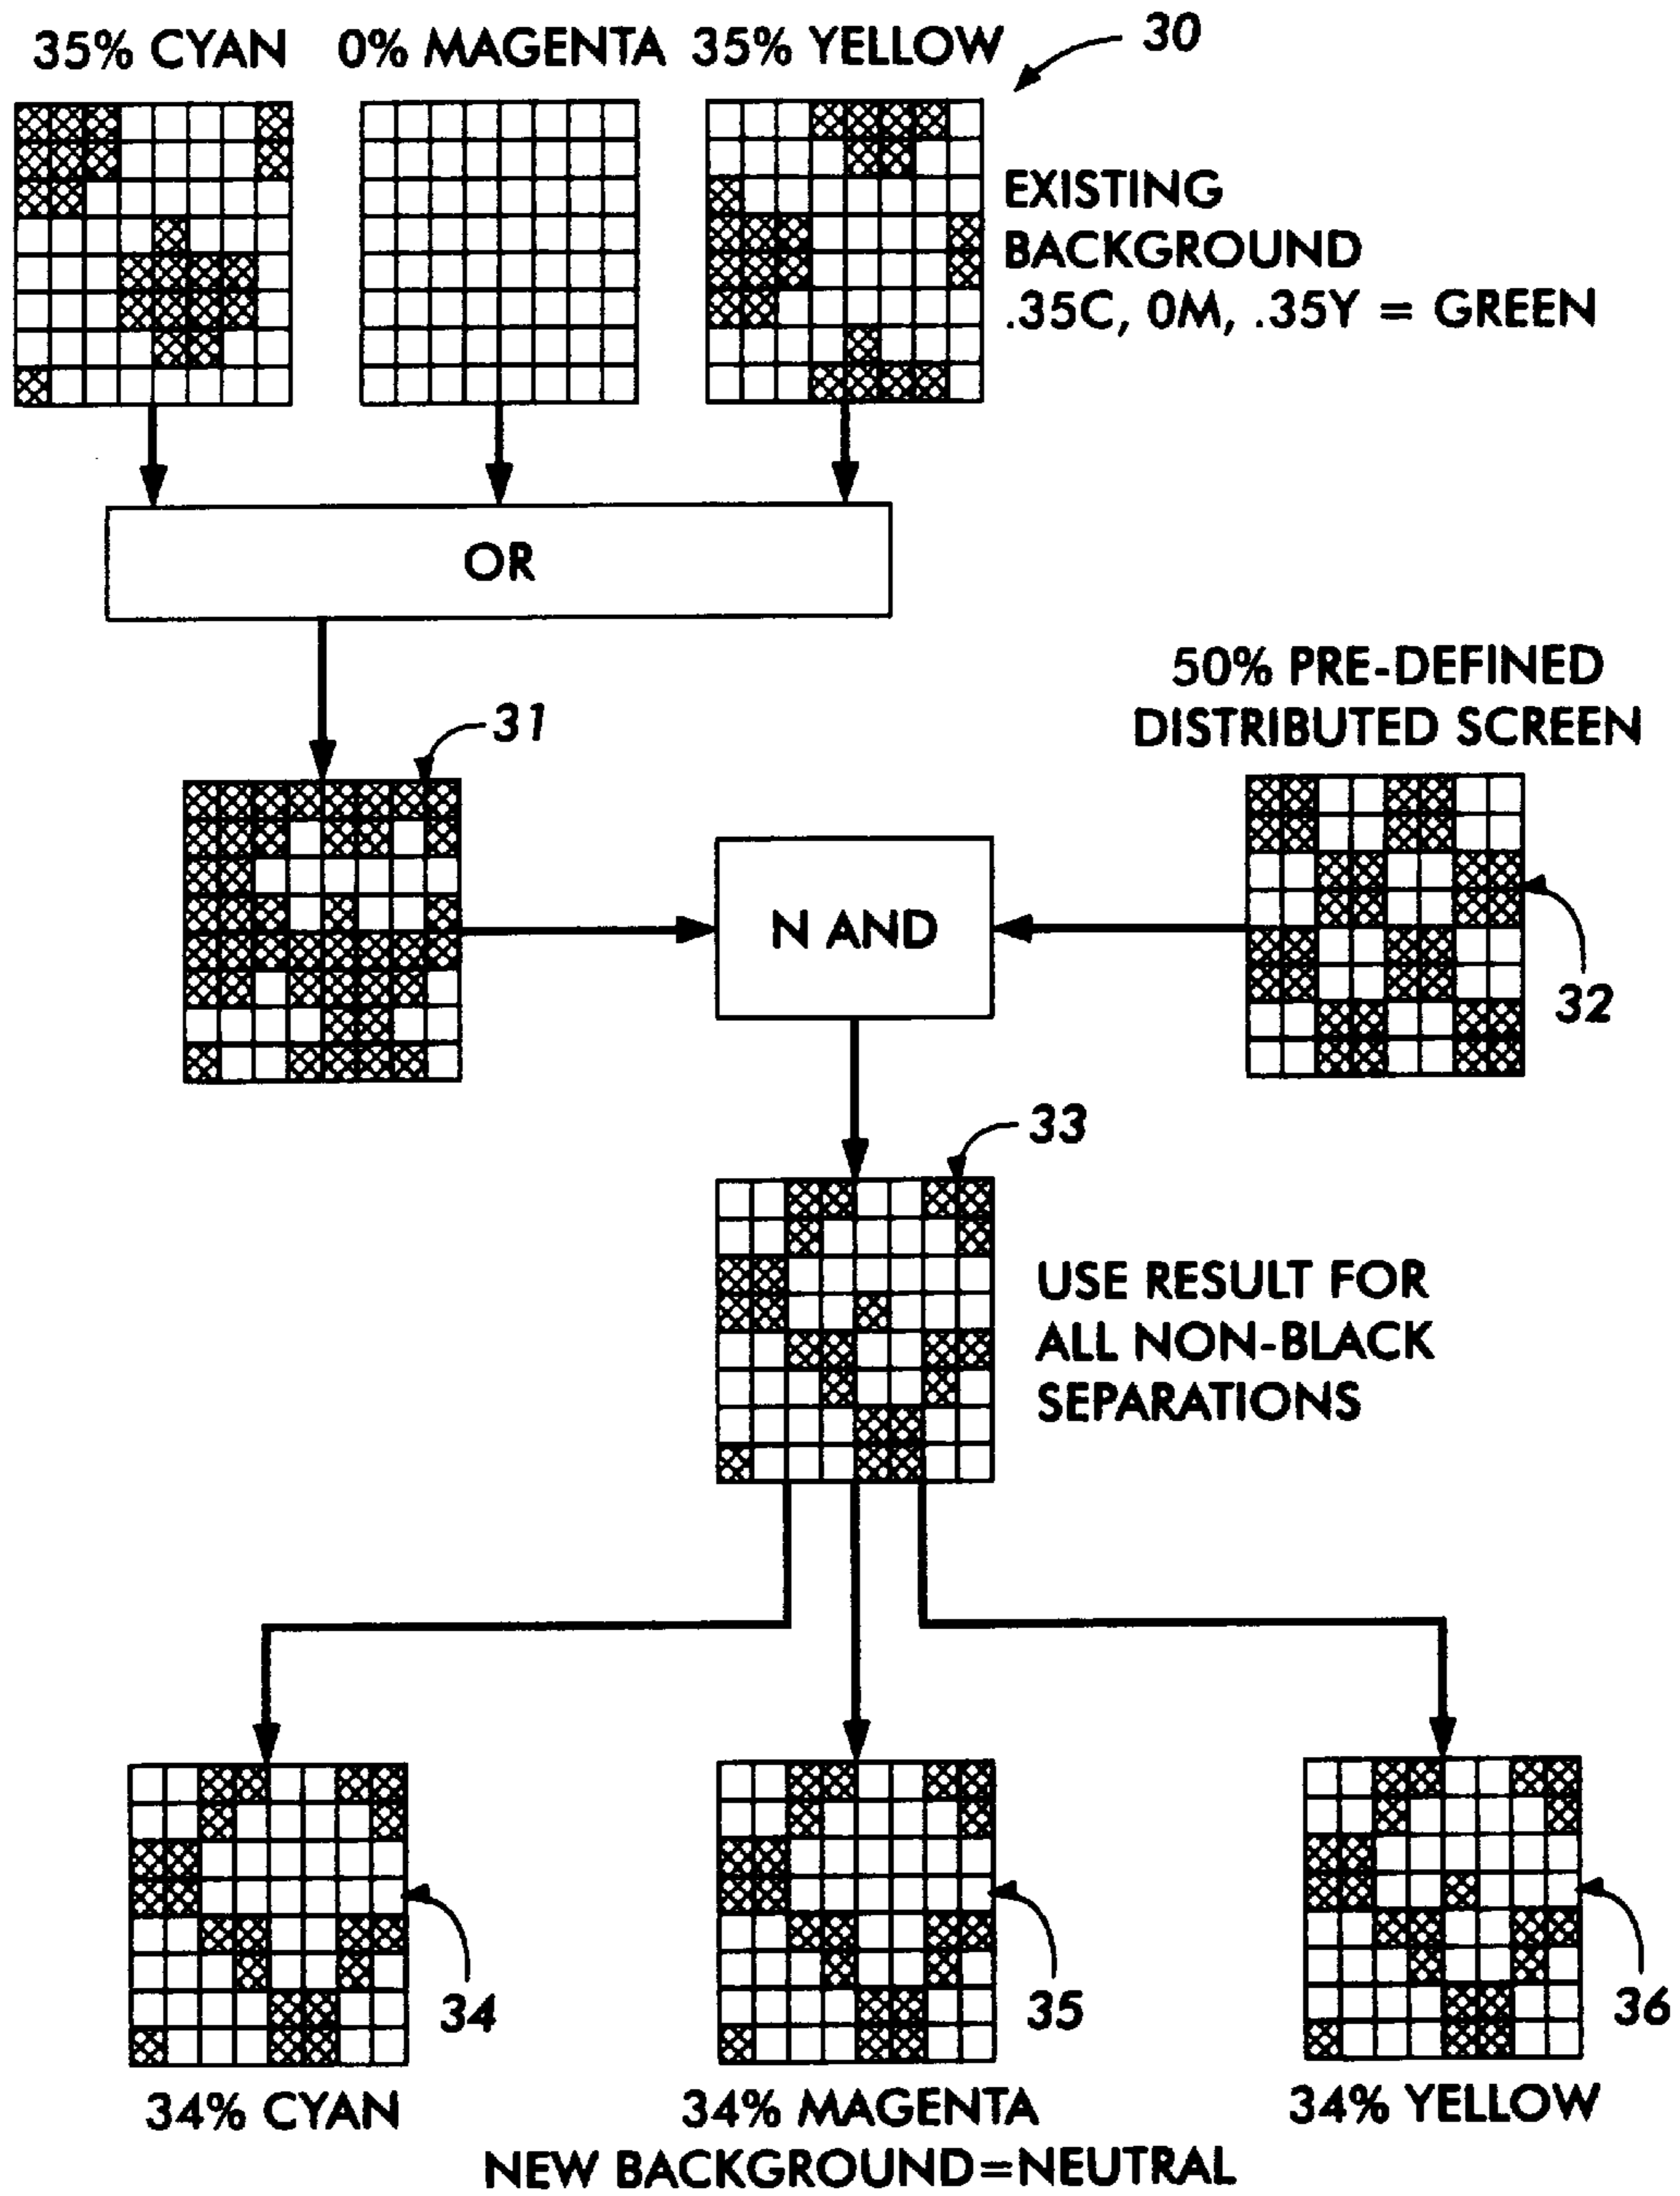 35% CYAN
0% MAGENTA
35% YELLOW
30
EXISTING
BACKGROUND
.35C, 0M, .35Y = GREEN
OR
31
50% PRE-DEFINED
DISTRIBUTED SCREEN
N AND
32
33
USE RESULT FOR
ALL NON-BLACK
SEPARATIONS
34
35
36
34% CYAN
34% MAGENTA
34% YELLOW
NEW BACKGROUND=NEUTRAL